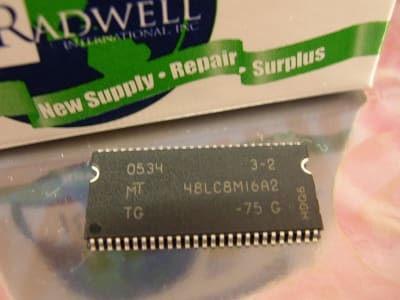 RADWELL
INTERNATIONAL, INC
New Supply • Repair • Surplus
0534 3-2
MT 48LC8M16A2
TG -75 G